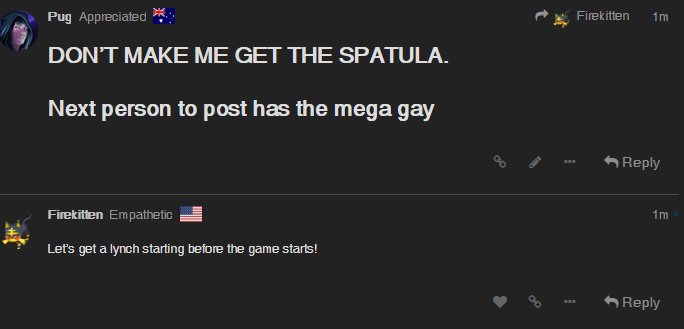 Pug Appreciated Firekitten 1m
DON'T MAKE ME GET THE SPATULA.
Next person to post has the mega gay
Reply
Firekitten Empathetic 1m
Let's get a lynch starting before the game starts!
Reply